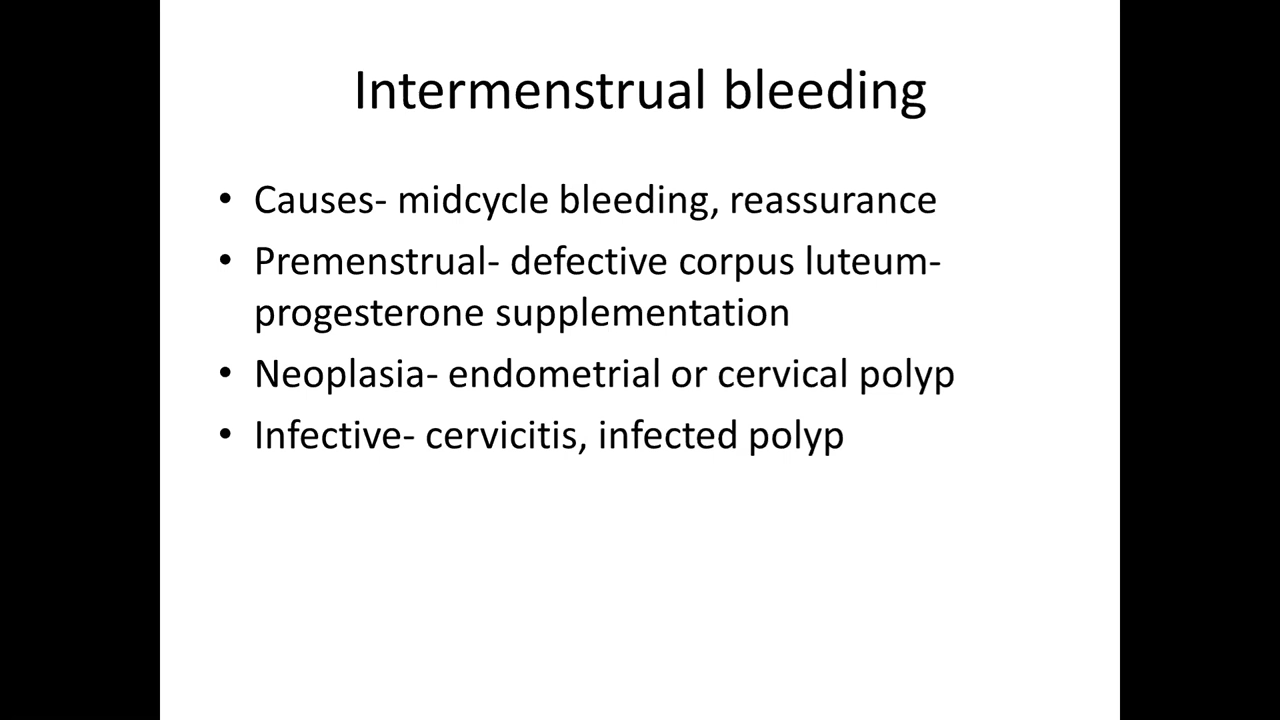 Intermenstrual bleeding
• Causes- midcycle bleeding, reassurance
• Premenstrual- defective corpus luteum-
progesterone supplementation
• Neoplasia- endometrial or cervical polyp
• Infective- cervicitis, infected polyp